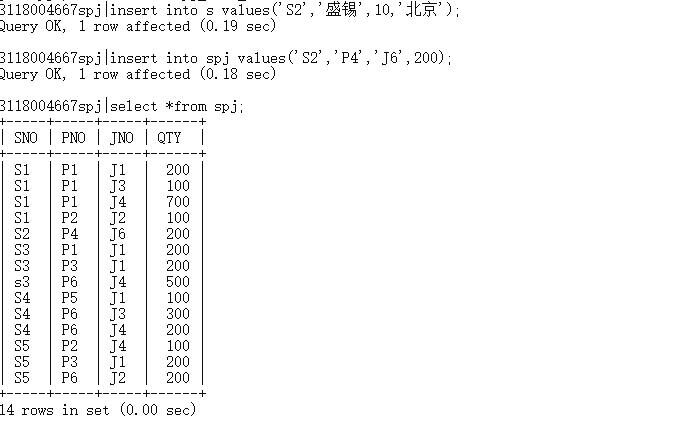 3118004667spj|insert into s values('S2','盛锡',10,'北京');
Query OK, 1 row affected (0.19 sec)
3118004667spj|insert into spj values('S2','P4','J6',200);
Query OK, 1 row affected (0.18 sec)
3118004667spj|select *from spj;
+-----+-----+-----+------+
| SNO | PNO | JNO | QTY  |
+-----+-----+-----+------+
| S1  | P1  | J1  |  200 |
| S1  | P1  | J3  |  100 |
| S1  | P1  | J4  |  700 |
| S1  | P2  | J2  |  100 |
| S2  | P4  | J6  |  200 |
| S3  | P1  | J1  |  200 |
| S3  | P3  | J1  |  200 |
| s3  | P6  | J4  |  500 |
| S4  | P5  | J1  |  100 |
| S4  | P6  | J3  |  300 |
| S4  | P6  | J4  |  200 |
| S5  | P2  | J4  |  100 |
| S5  | P3  | J1  |  200 |
| S5  | P6  | J2  |  200 |
+-----+-----+-----+------+
14 rows in set (0.00 sec)